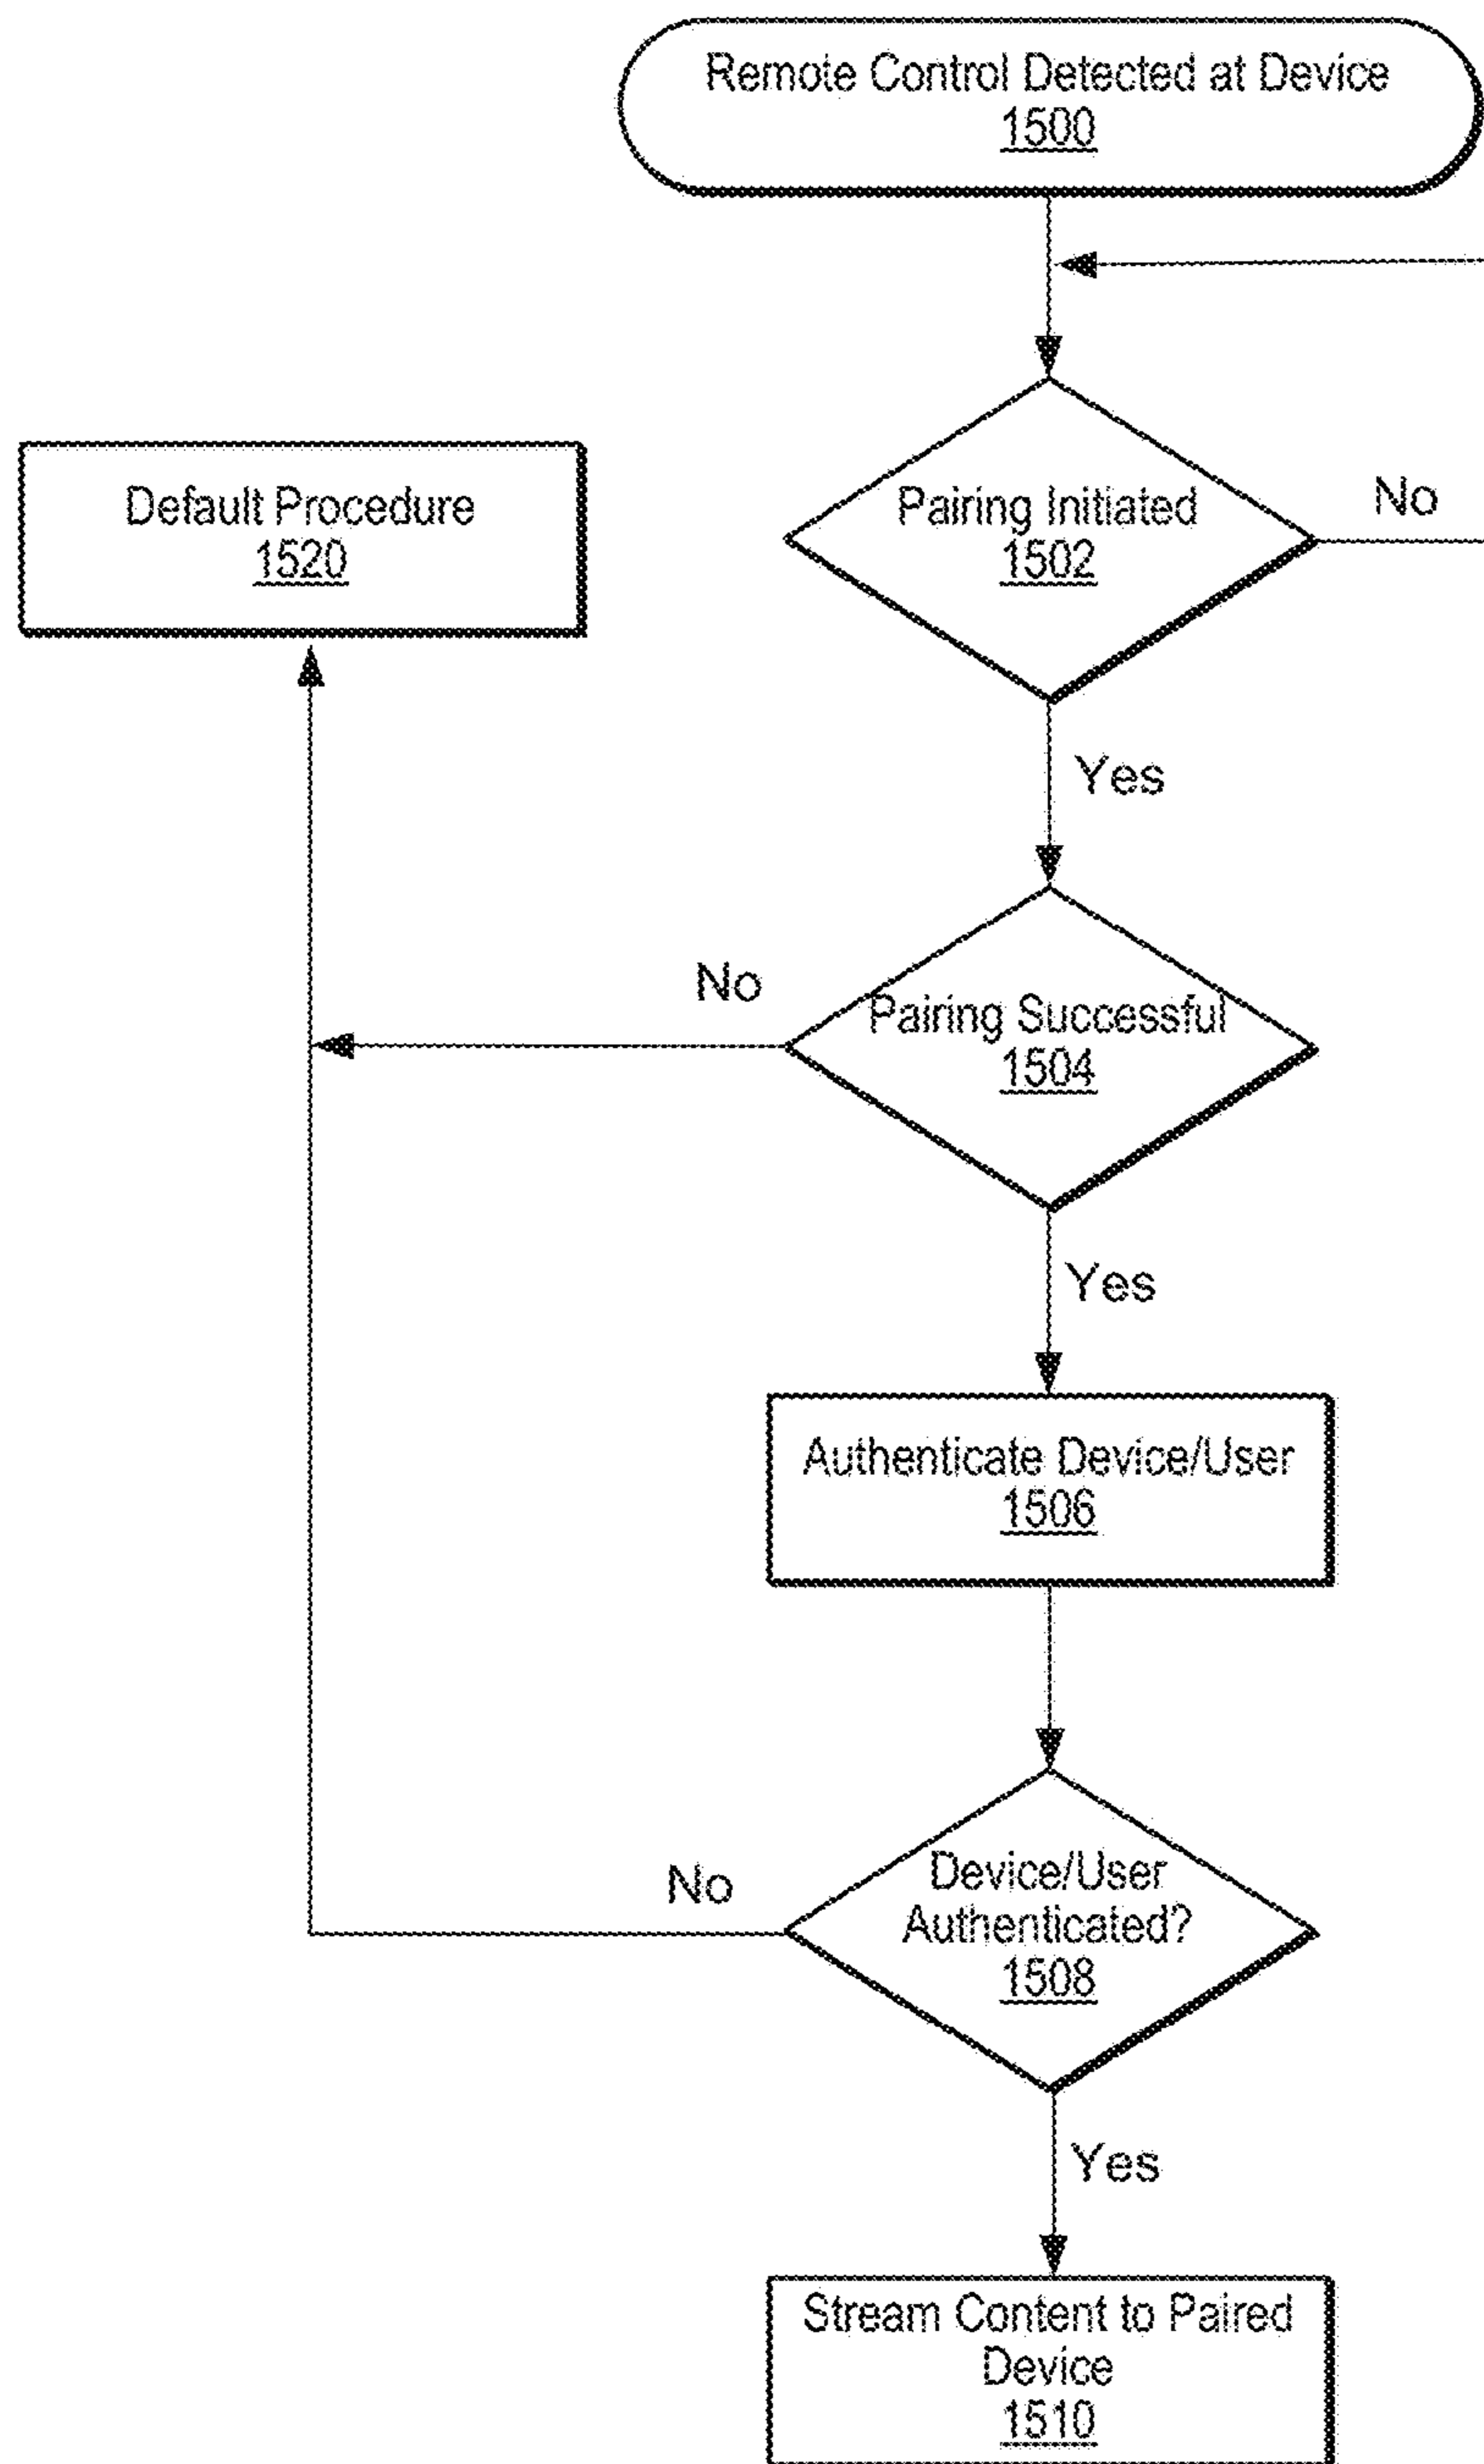 Remote Control Detected at Device
1500
Default Procedure
1520
Pairing Initiated
1502
No
Yes
No
Pairing Successful
1504
Yes
Authenticate Device/User
1506
No
Device/User
Authenticated?
1508
Yes
Stream Content to Paired
Device
1510